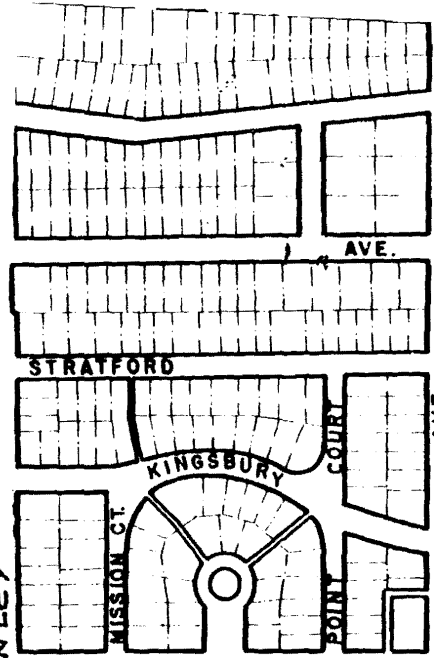 AVE.
STRATFORD
KINGSBURY
COURT
MISSION CT.
POINT